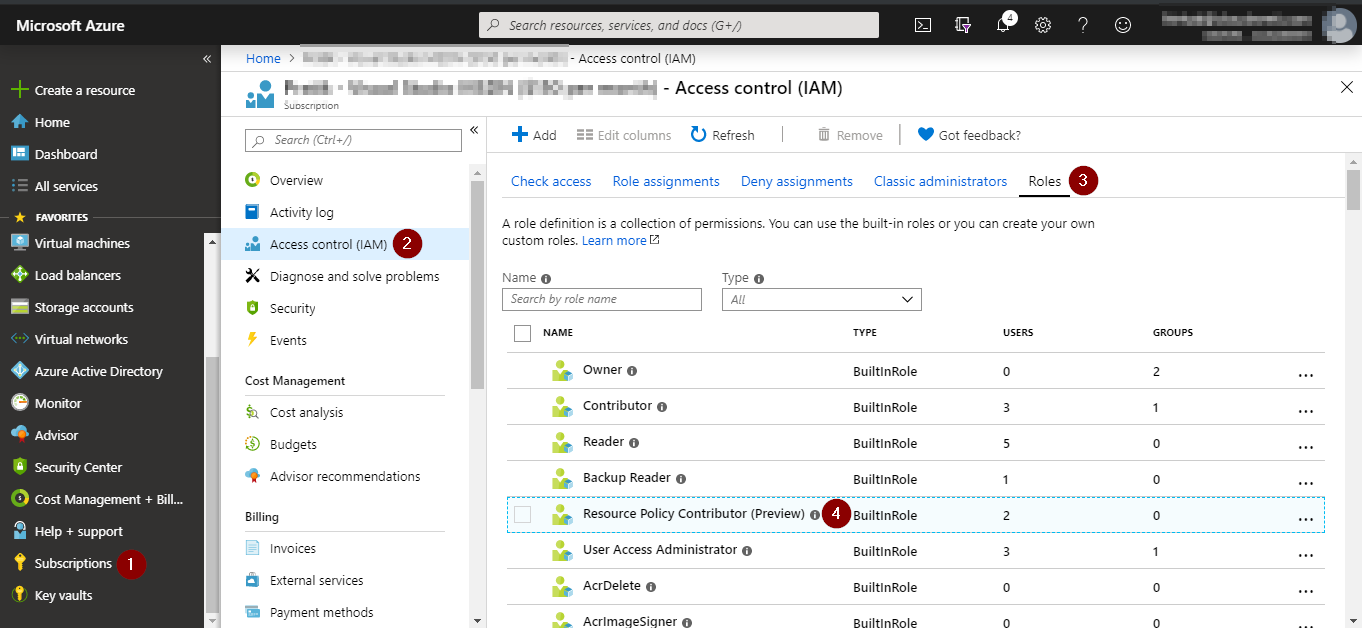 Microsoft Azure
Search resources, services, and docs (G+/)
4
Home > - Access control (IAM)
- Access control (IAM)
Subscription
Create a resource
Home
Dashboard
All services
FAVORITES
Virtual machines
Load balancers
Storage accounts
Virtual networks
Azure Active Directory
Monitor
Advisor
Security Center
Cost Management + Bill...
Help + support
Subscriptions 1
Key vaults
Search (Ctrl+/)
Overview
Activity log
Access control (IAM) 2
Diagnose and solve problems
Security
Events
Cost Management
Cost analysis
Budgets
Advisor recommendations
Billing
Invoices
External services
Payment methods
Add Edit columns Refresh Remove Got feedback?
Check access Role assignments Deny assignments Classic administrators Roles 3
A role definition is a collection of permissions. You can use the built-in roles or you can create your own
custom roles. Learn more
Name Type
Search by role name All
NAME TYPE USERS GROUPS
Owner BuiltInRole 0 2 ...
Contributor BuiltInRole 3 1 ...
Reader BuiltInRole 5 0 ...
Backup Reader BuiltInRole 1 0 ...
Resource Policy Contributor (Preview) 4 BuiltInRole 2 0 ...
User Access Administrator BuiltInRole 3 1 ...
AcrDelete BuiltInRole 0 0 ...
AcrImageSigner BuiltInRole 0 0 ...